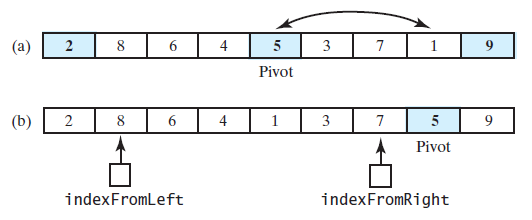 (a) 2 8 6 4 5 3 7 1 9
Pivot
(b) 2 8 6 4 1 3 7 5 9
Pivot
indexFromLeft indexFromRight